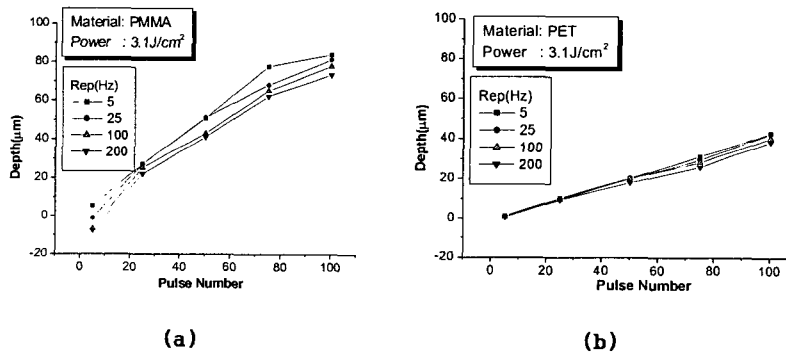 Material: PMMA
Power : 3.1J/cm²
Rep(Hz)
5
25
100
200
Depth(μm)
100
80
60
40
20
0
-20
0 20 40 60 80 100
Pulse Number
(a)
Material: PET
Power : 3.1J/cm²
Rep(Hz)
5
25
100
200
Depth(μm)
100
80
60
40
20
0
-20
0 20 40 60 80 100
Pulse Number
(b)